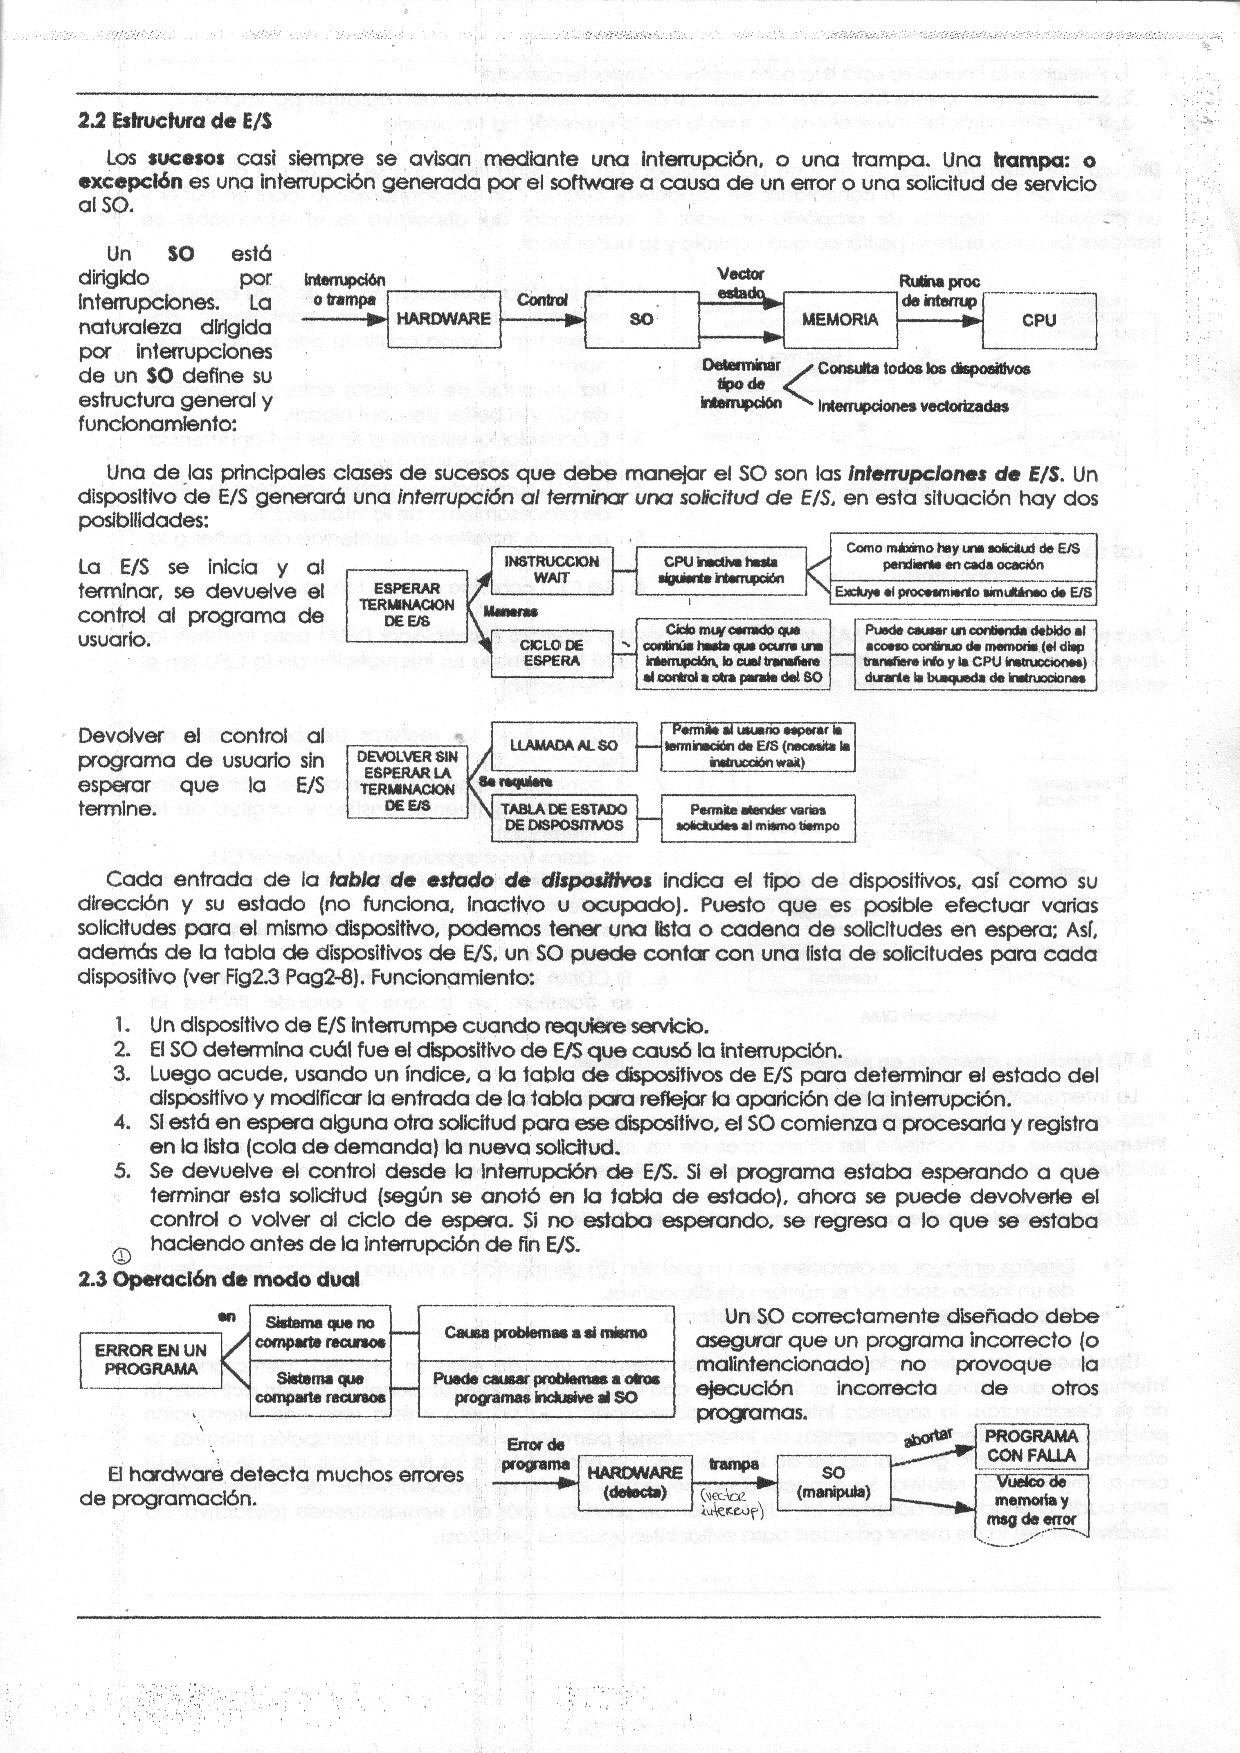 2.2 Estructura de E/S
Los sucesos casi siempre se avisan mediante una interrupción, o una trampa. Una trampa: o
excepción es una interrupción generada por el software a causa de un error o una solicitud de servicio
al SO.
Un SO está
dirigido por
interrupciones. La
naturaleza dirigida
por interrupciones
de un SO define su
estructura general y
funcionamiento:
Interrupción
o trampa
HARDWARE
Control
SO
Vector
estado
Determinar
tipo de
interrupción
Consulta todos los dispositivos
Interrupciones vectorizadas
MEMORIA
Rutina proc
de interrup
CPU
Una de las principales clases de sucesos que debe manejar el SO son las interrupciones de E/S. Un
dispositivo de E/S generará una interrupción al terminar una solicitud de E/S, en esta situación hay dos
posibilidades:
La E/S se inicia y al
terminar, se devuelve el
control al programa de
usuario.
ESPERAR
TERMINACION
DE E/S
Maneras
INSTRUCCION
WAIT
CPU inactiva hasta
siguiente interrupción
Como máximo hay una solicitud de E/S
pendiente en cada ocación
Excluye el procesmiento simultáneo de E/S
CICLO DE
ESPERA
Ciclo muy cerrado que
continúa hasta que ocurre una
interrupción, lo cual transfiere
el control a otra parate del SO
Puede causar un contienda debido al
acceso continuo de memoria (el disp
transfiere info y la CPU instrucciones)
durante la busqueda de instrucciones
Devolver el control al
programa de usuario sin
esperar que la E/S
termine.
DEVOLVER SIN
ESPERAR LA
TERMINACION
DE E/S
Se requiere
LLAMADA AL SO
Permite al usuario esperar la
terminación de E/S (necesita la
instrucción wait)
TABLA DE ESTADO
DE DISPOSITIVOS
Permite atender varias
solicitudes al mismo tiempo
Cada entrada de la tabla de estado de dispositivos indica el tipo de dispositivos, así como su
dirección y su estado (no funciona, inactivo u ocupado). Puesto que es posible efectuar varias
solicitudes para el mismo dispositivo, podemos tener una lista o cadena de solicitudes en espera; Así,
además de la tabla de dispositivos de E/S, un SO puede contar con una lista de solicitudes para cada
dispositivo (ver Fig2.3 Pag2-8). Funcionamiento:
1. Un dispositivo de E/S interrumpe cuando requiere servicio.
2. El SO determina cuál fue el dispositivo de E/S que causó la interrupción.
3. Luego acude, usando un índice, a la tabla de dispositivos de E/S para determinar el estado del
dispositivo y modificar la entrada de la tabla para reflejar la aparición de la interrupción.
4. Si está en espera alguna otra solicitud para ese dispositivo, el SO comienza a procesarla y registra
en la lista (cola de demanda) la nueva solicitud.
5. Se devuelve el control desde la interrupción de E/S. Si el programa estaba esperando a que
terminar esta solicitud (según se anotó en la tabla de estado), ahora se puede devolverle el
control o volver al ciclo de espera. Si no estaba esperando, se regresa a lo que se estaba
haciendo antes de la interrupción de fin E/S.
1
2.3 Operación de modo dual
ERROR EN UN
PROGRAMA
en
Sistema que no
comparte recursos
Causa problemas a si mismo
Sistema que
comparte recursos
Puede causar problemas a otros
programas inclusive al SO
Un SO correctamente diseñado debe
asegurar que un programa incorrecto (o
malintencionado) no provoque la
ejecución incorrecta de otros
programas.
El hardware detecta muchos errores
de programación.
Error de
programa
HARDWARE
(detecta)
trampa
(vector
interrup)
SO
(manipula)
abortar
PROGRAMA
CON FALLA
Vuelco de
memoria y
msg de error